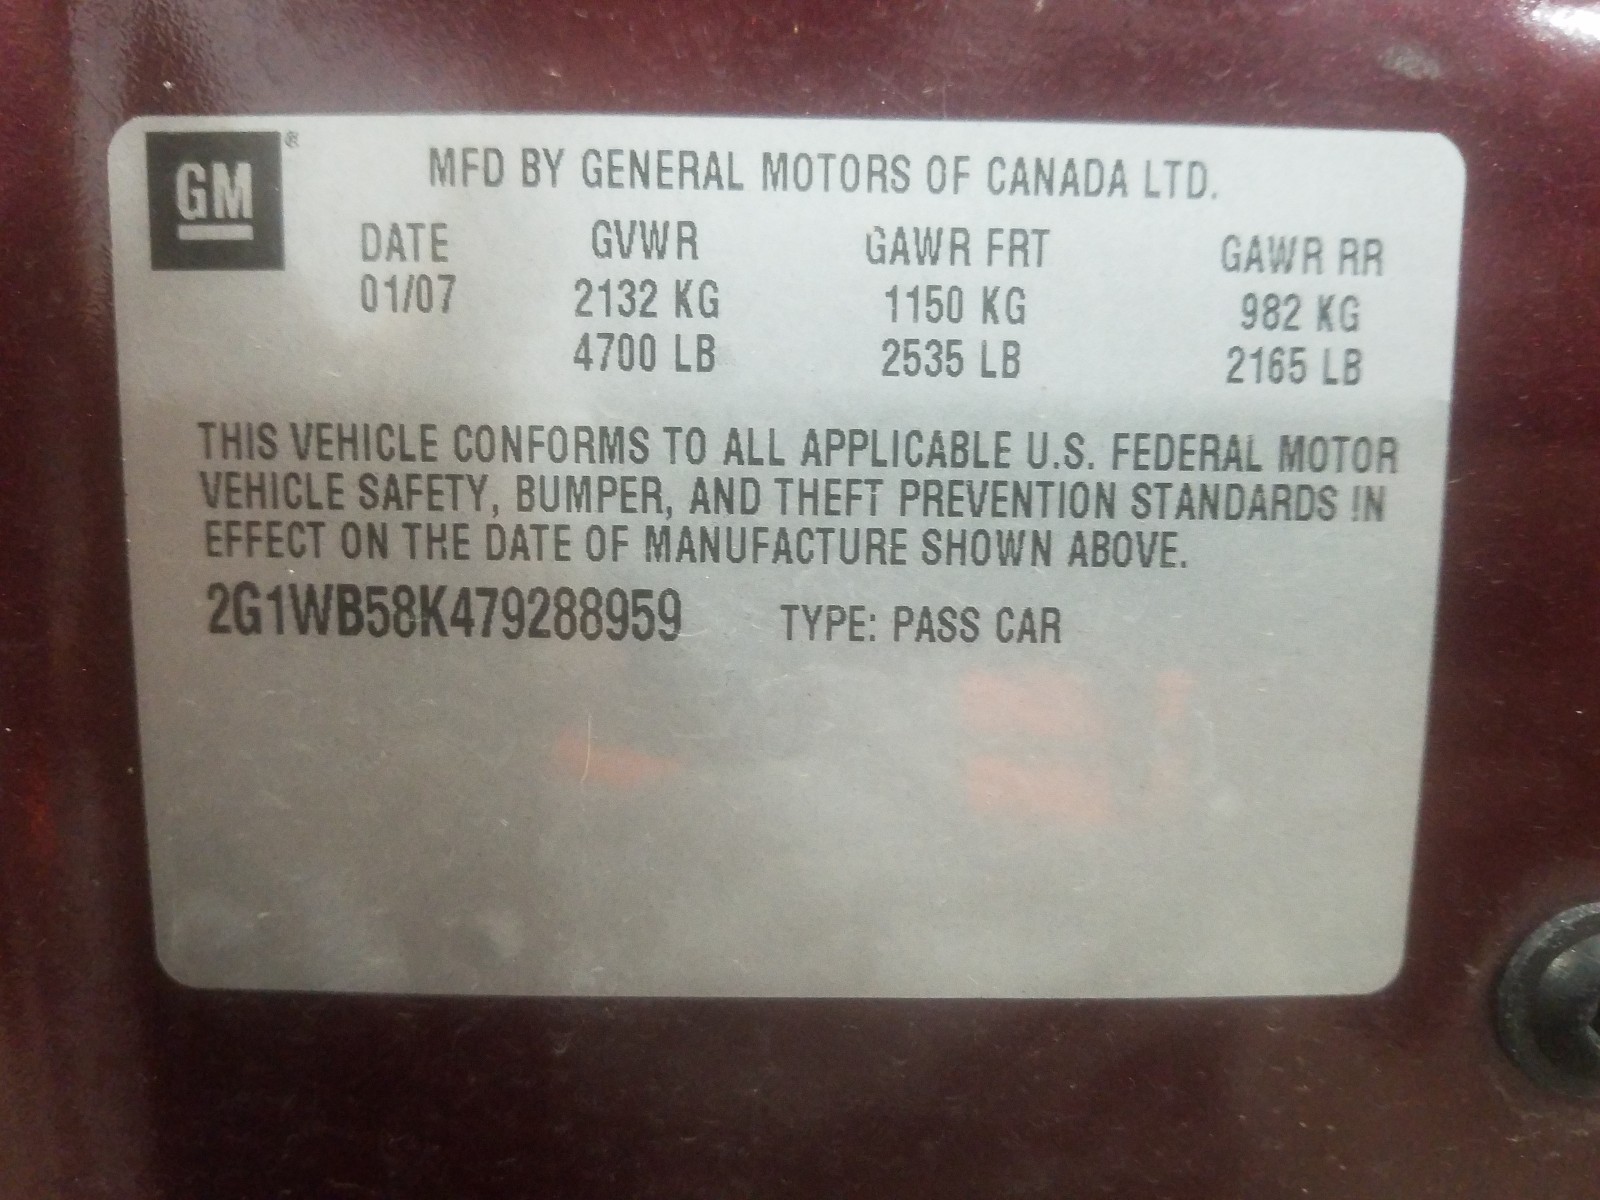 GM®
MFD BY GENERAL MOTORS OF CANADA LTD.
DATE GVWR GAWR FRT GAWR RR
01/07 2132 KG 1150 KG 982 KG
4700 LB 2535 LB 2165 LB
THIS VEHICLE CONFORMS TO ALL APPLICABLE U.S. FEDERAL MOTOR
VEHICLE SAFETY, BUMPER, AND THEFT PREVENTION STANDARDS IN
EFFECT ON THE DATE OF MANUFACTURE SHOWN ABOVE.
2G1WB58K479288959 TYPE: PASS CAR